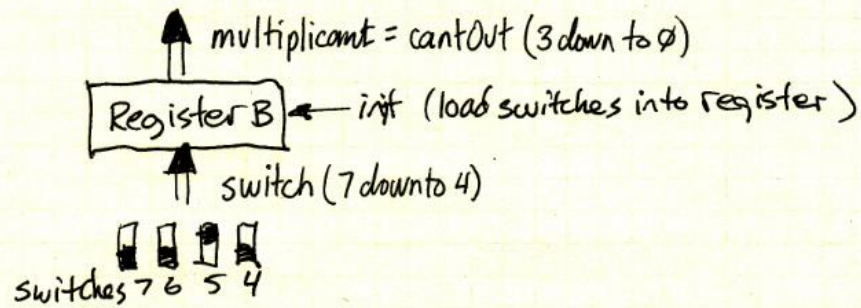 multiplicant = cantOut (3 down to 0)
Register B
init (load switches into register)
switch (7 downto 4)
switches 7 6 5 4